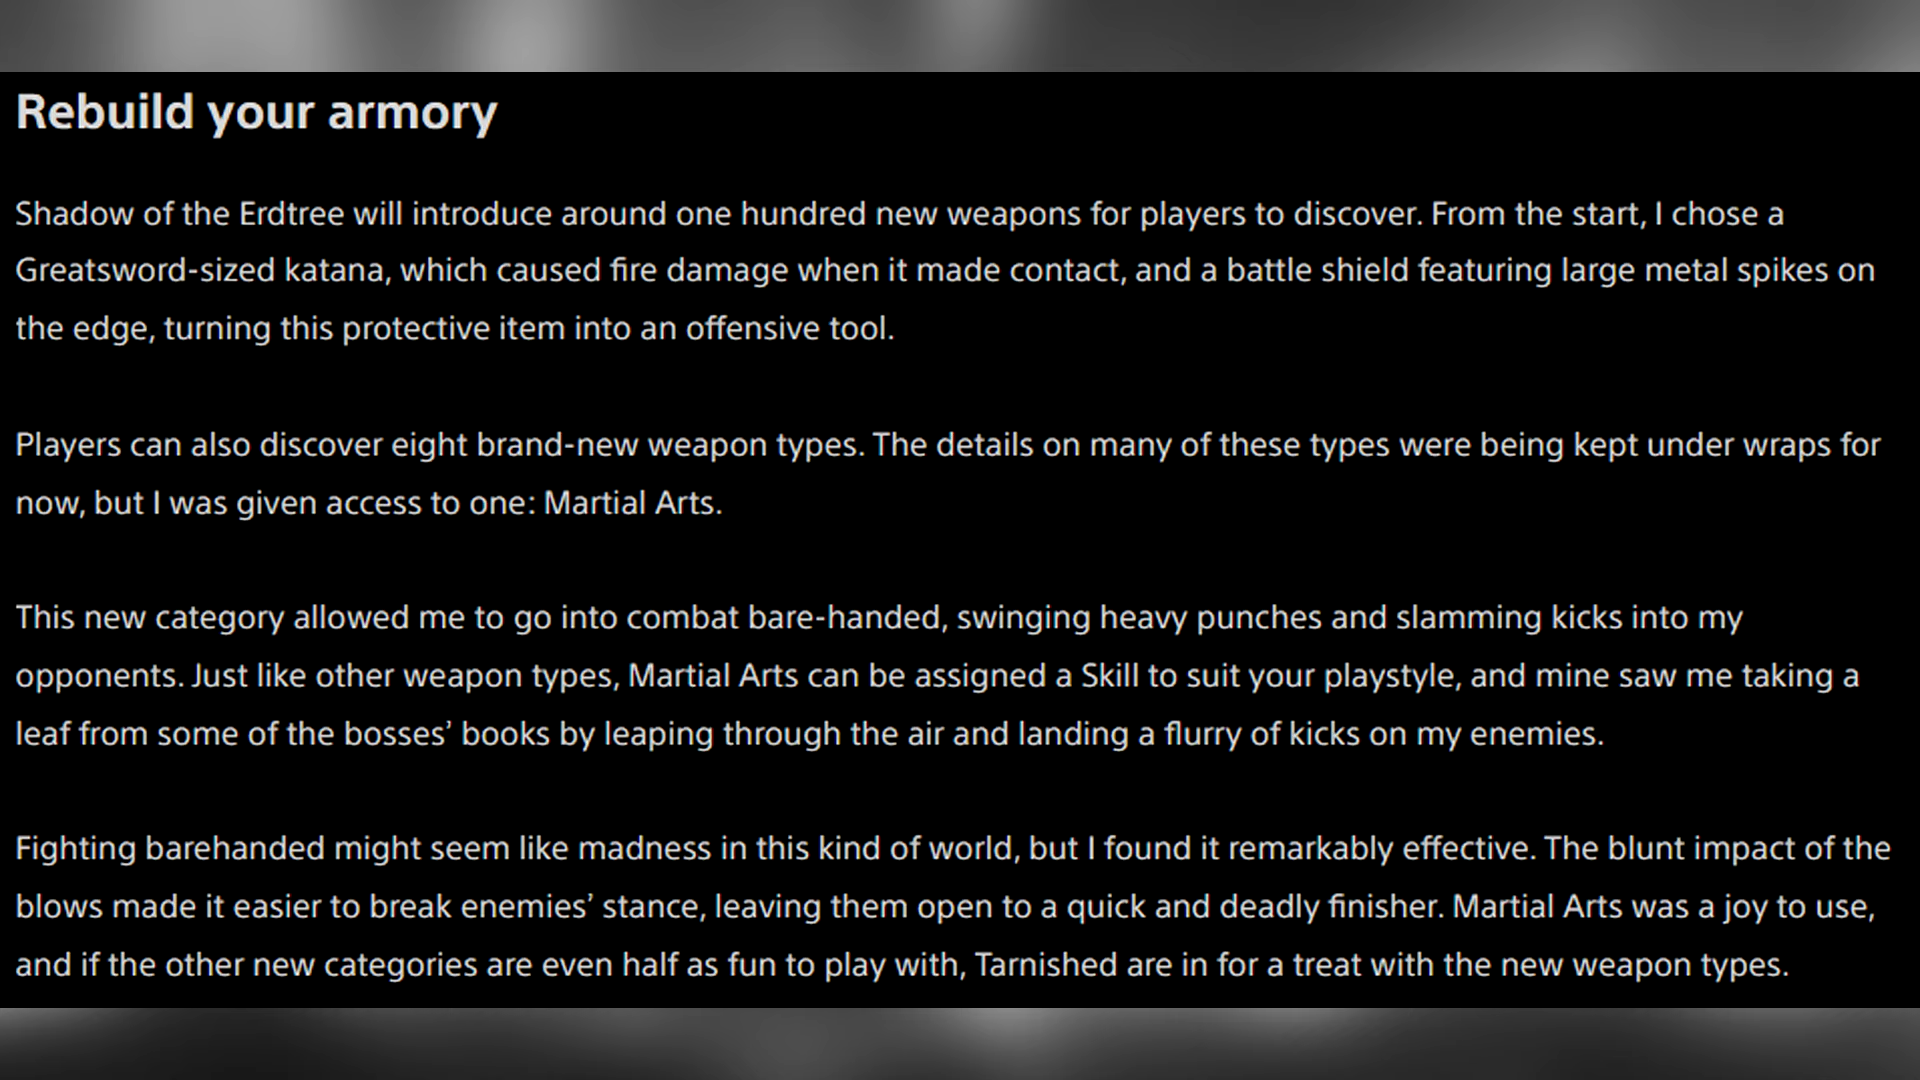 Rebuild your armory
Shadow of the Erdtree will introduce around one hundred new weapons for players to discover. From the start, I chose a
Greatsword-sized katana, which caused fire damage when it made contact, and a battle shield featuring large metal spikes on
the edge, turning this protective item into an offensive tool.
Players can also discover eight brand-new weapon types. The details on many of these types were being kept under wraps for
now, but I was given access to one: Martial Arts.
This new category allowed me to go into combat bare-handed, swinging heavy punches and slamming kicks into my
opponents. Just like other weapon types, Martial Arts can be assigned a Skill to suit your playstyle, and mine saw me taking a
leaf from some of the bosses’ books by leaping through the air and landing a flurry of kicks on my enemies.
Fighting barehanded might seem like madness in this kind of world, but I found it remarkably effective. The blunt impact of the
blows made it easier to break enemies’ stance, leaving them open to a quick and deadly finisher. Martial Arts was a joy to use,
and if the other new categories are even half as fun to play with, Tarnished are in for a treat with the new weapon types.